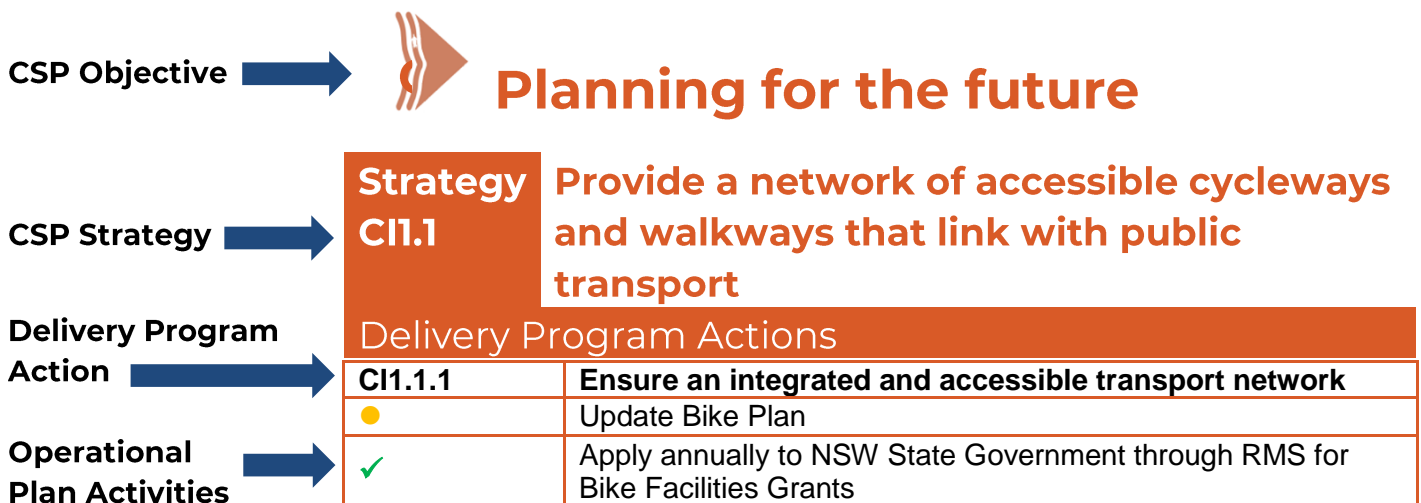 CSP Objective
Planning for the future
CSP Strategy
Strategy
CI1.1
Provide a network of accessible cycleways
and walkways that link with public
transport
Delivery Program
Action
Delivery Program Actions
CI1.1.1 Ensure an integrated and accessible transport network
Update Bike Plan
Operational
Plan Activities
✓ Apply annually to NSW State Government through RMS for
Bike Facilities Grants